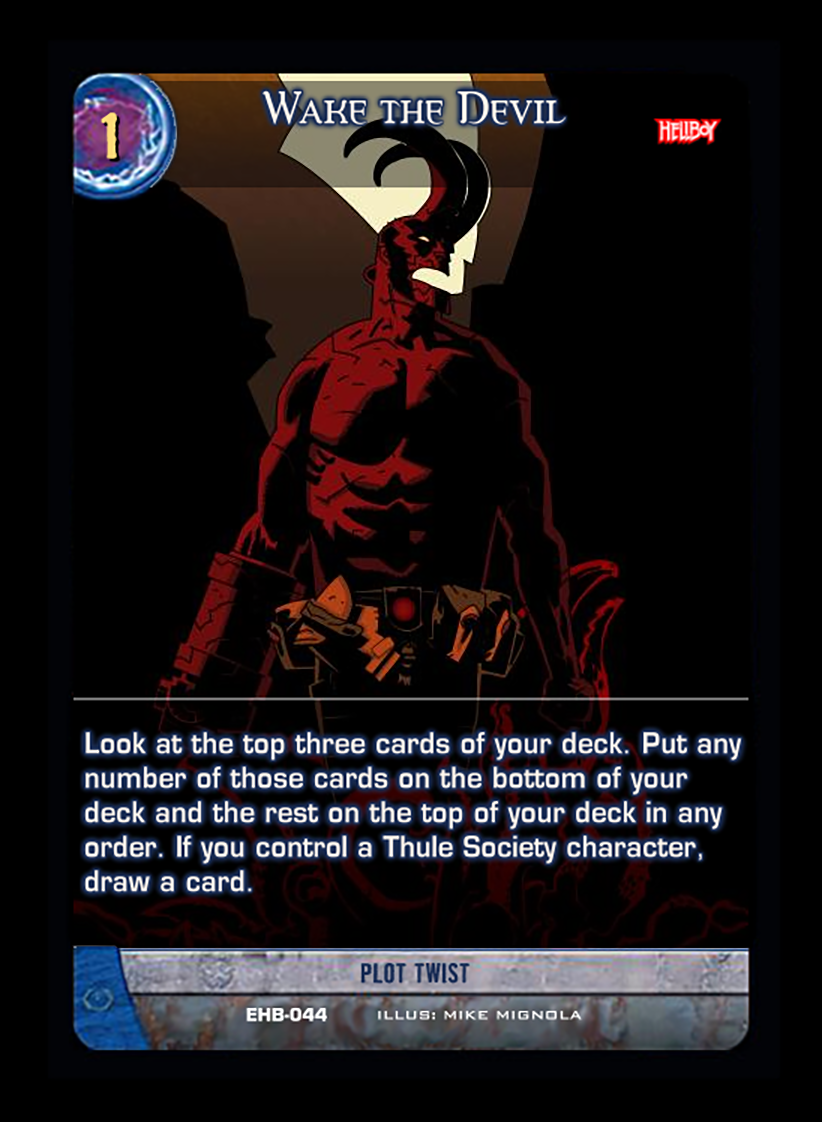 1
WAKE THE DEVIL
HELLBOY
Look at the top three cards of your deck. Put any
number of those cards on the bottom of your
deck and the rest on the top of your deck in any
order. If you control a Thule Society character,
draw a card.
PLOT TWIST
EHB-044 ILLUS: MIKE MIGNOLA